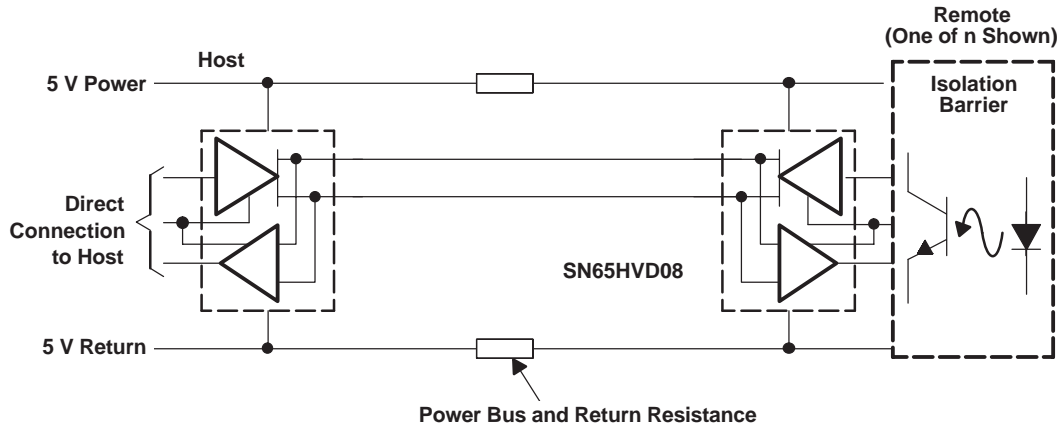 Remote
(One of n Shown)
Host
5 V Power
Isolation
Barrier
Direct
Connection
to Host
SN65HVD08
5 V Return
Power Bus and Return Resistance